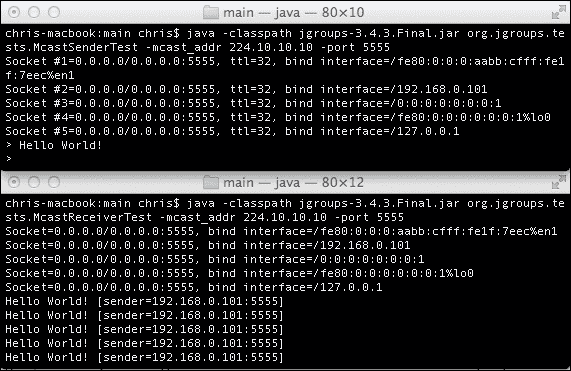 main — java — 80×10
chris-macbook:main chris$ java -classpath jgroups-3.4.3.Final.jar org.jgroups.te
sts.McastSenderTest -mcast_addr 224.10.10.10 -port 5555
Socket #1=0.0.0.0/0.0.0.0:5555, ttl=32, bind interface=/fe80:0:0:0:aabb:cfff:fe1
f:7eec%en1
Socket #2=0.0.0.0/0.0.0.0:5555, ttl=32, bind interface=/192.168.0.101
Socket #3=0.0.0.0/0.0.0.0:5555, ttl=32, bind interface=/0:0:0:0:0:0:0:1
Socket #4=0.0.0.0/0.0.0.0:5555, ttl=32, bind interface=/fe80:0:0:0:0:0:0:1%lo0
Socket #5=0.0.0.0/0.0.0.0:5555, ttl=32, bind interface=/127.0.0.1
> Hello World!
>
main — java — 80×12
chris-macbook:main chris$ java -classpath jgroups-3.4.3.Final.jar org.jgroups.te
sts.McastReceiverTest -mcast_addr 224.10.10.10 -port 5555
Socket=0.0.0.0/0.0.0.0:5555, bind interface=/fe80:0:0:0:aabb:cfff:fe1f:7eec%en1
Socket=0.0.0.0/0.0.0.0:5555, bind interface=/192.168.0.101
Socket=0.0.0.0/0.0.0.0:5555, bind interface=/0:0:0:0:0:0:0:1
Socket=0.0.0.0/0.0.0.0:5555, bind interface=/fe80:0:0:0:0:0:0:1%lo0
Socket=0.0.0.0/0.0.0.0:5555, bind interface=/127.0.0.1
Hello World! [sender=192.168.0.101:5555]
Hello World! [sender=192.168.0.101:5555]
Hello World! [sender=192.168.0.101:5555]
Hello World! [sender=192.168.0.101:5555]
Hello World! [sender=192.168.0.101:5555]